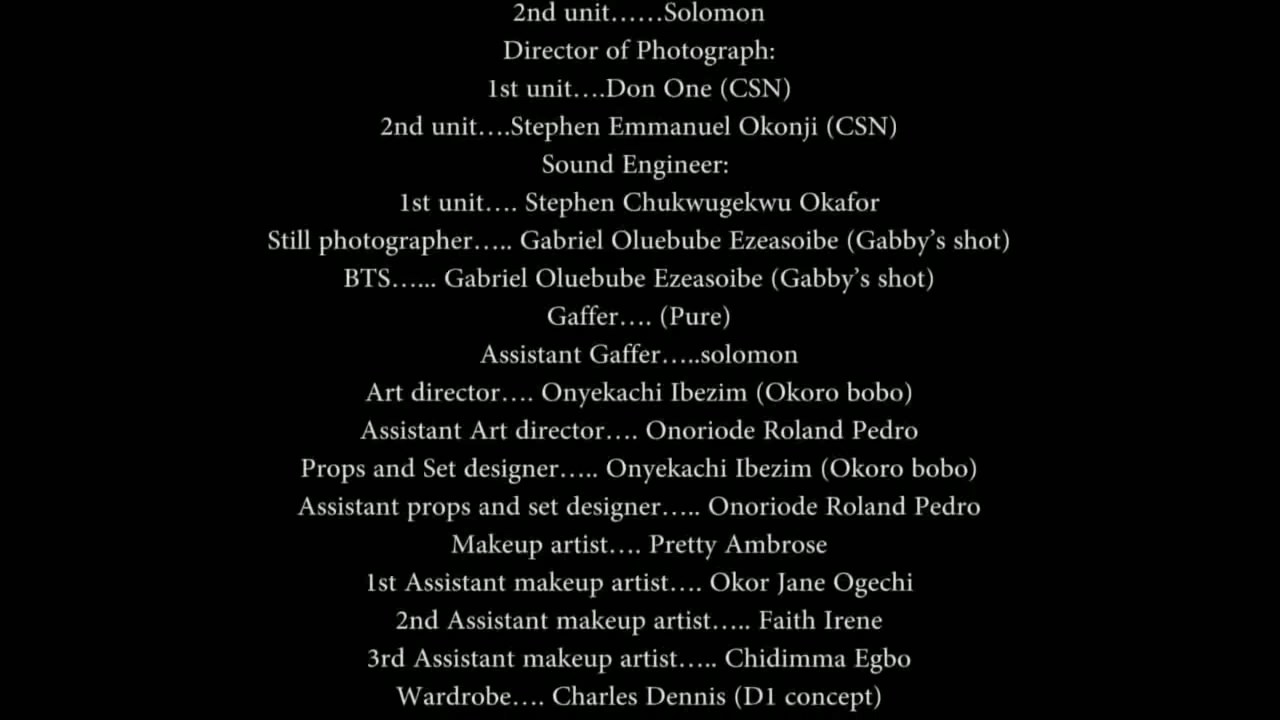 2nd unit……Solomon
Director of Photograph:
1st unit….Don One (CSN)
2nd unit….Stephen Emmanuel Okonji (CSN)
Sound Engineer:
1st unit…. Stephen Chukwugekwu Okafor
Still photographer….. Gabriel Oluebube Ezeasoibe (Gabby’s shot)
BTS…... Gabriel Oluebube Ezeasoibe (Gabby’s shot)
Gaffer…. (Pure)
Assistant Gaffer…..solomon
Art director…. Onyekachi Ibezim (Okoro bobo)
Assistant Art director…. Onoriode Roland Pedro
Props and Set designer….. Onyekachi Ibezim (Okoro bobo)
Assistant props and set designer….. Onoriode Roland Pedro
Makeup artist…. Pretty Ambrose
1st Assistant makeup artist…. Okor Jane Ogechi
2nd Assistant makeup artist….. Faith Irene
3rd Assistant makeup artist….. Chidimma Egbo
Wardrobe…. Charles Dennis (D1 concept)